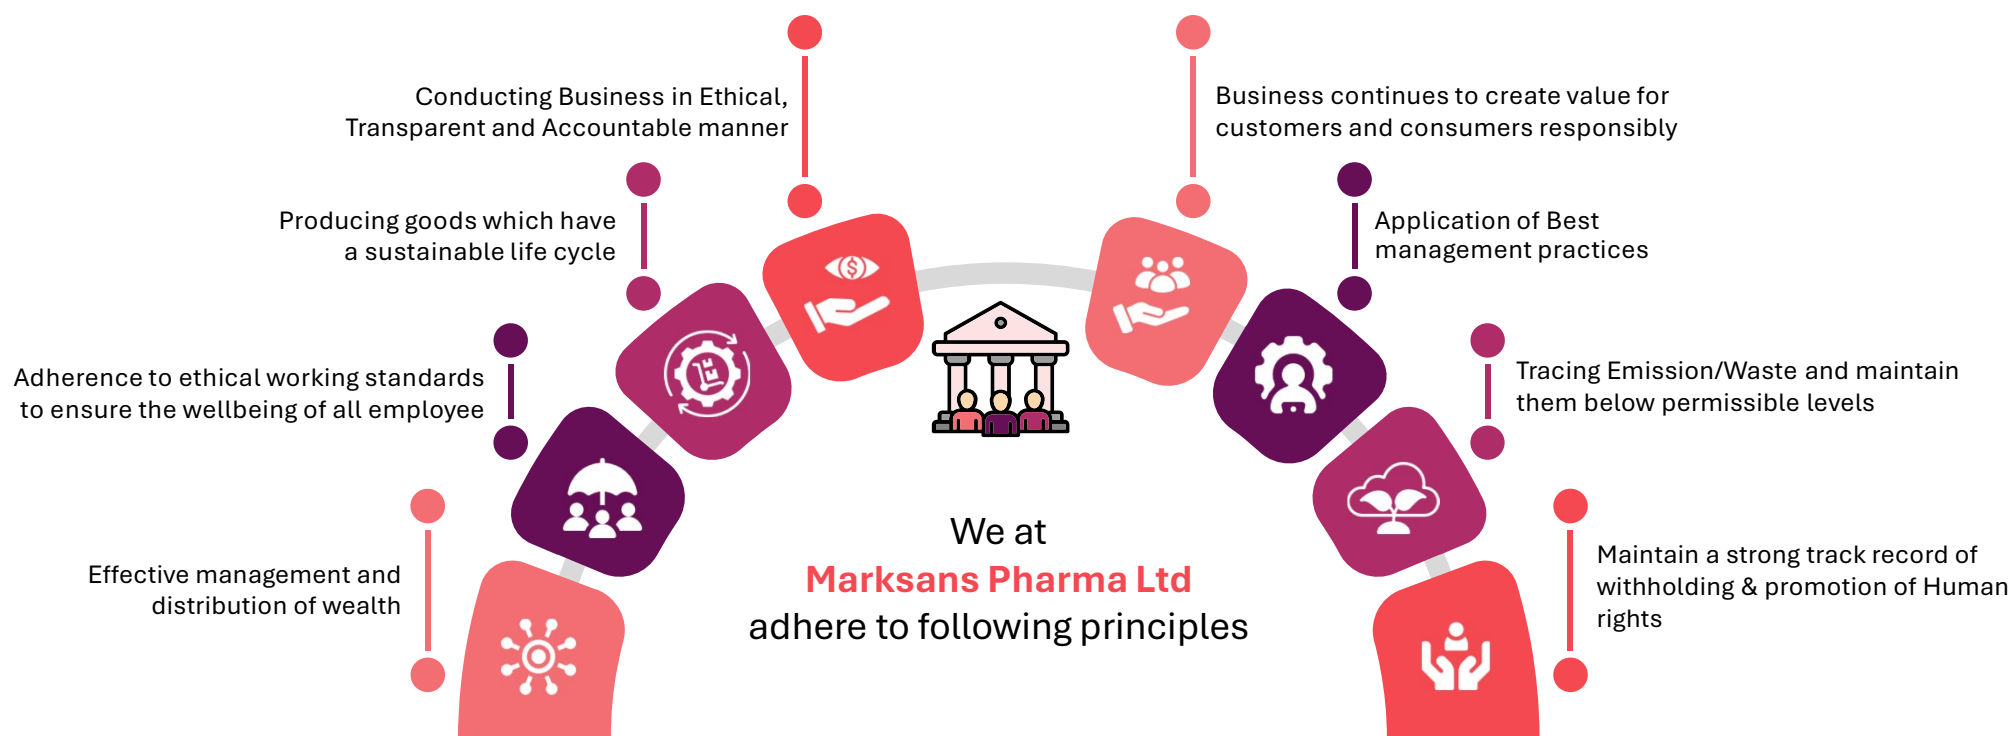 Conducting Business in Ethical,
Transparent and Accountable manner
Producing goods which have
a sustainable life cycle
Adherence to ethical working standards
to ensure the wellbeing of all employee
Effective management and
distribution of wealth
Business continues to create value for
customers and consumers responsibly
Application of Best
management practices
Tracing Emission/Waste and maintain
them below permissible levels
Maintain a strong track record of
withholding & promotion of Human
rights
We at
Marksans Pharma Ltd
adhere to following principles